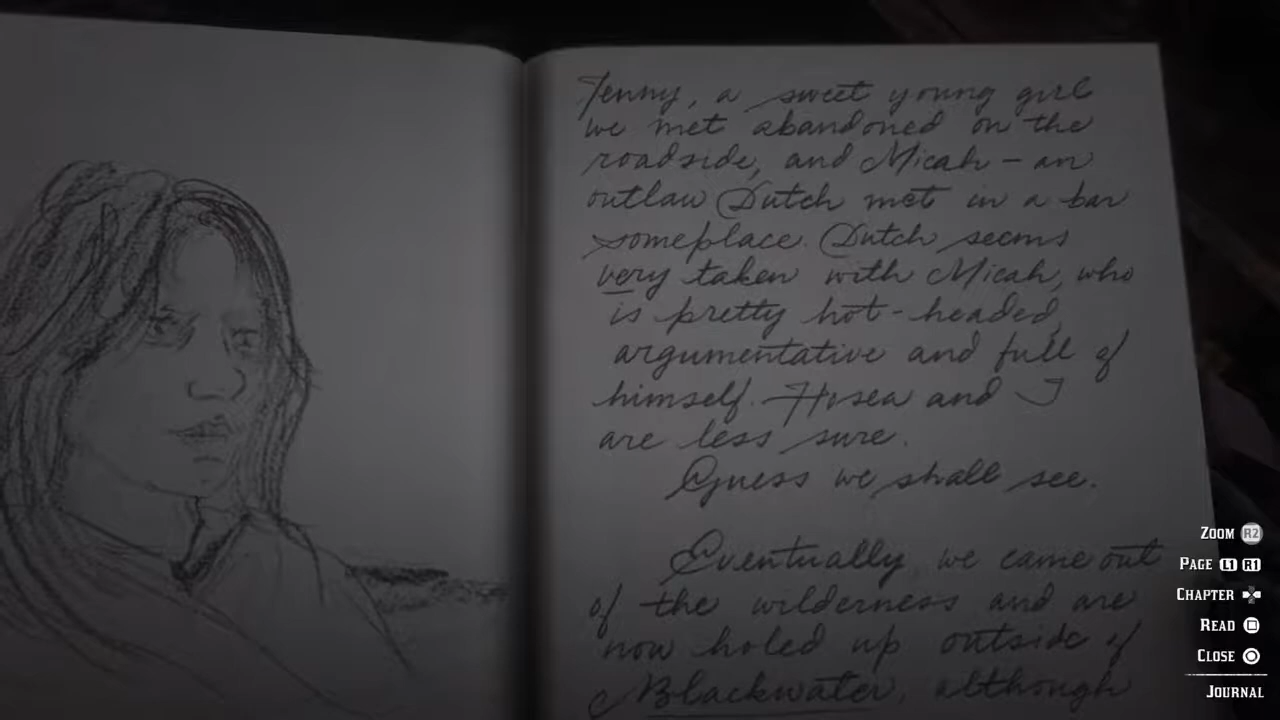 Jenny, a sweet young girl
we met abandoned on the
roadside, and Micah – an
outlaw Dutch met in a bar
someplace. Dutch seems
very taken with Micah, who
is pretty hot-headed,
argumentative and full of
himself. Hosea and I
are less sure.
Guess we shall see.
Eventually we came out
of the wilderness and are
now holed up outside of
Blackwater, although
ZOOM R2
PAGE L1 R1
CHAPTER
READ
CLOSE
JOURNAL